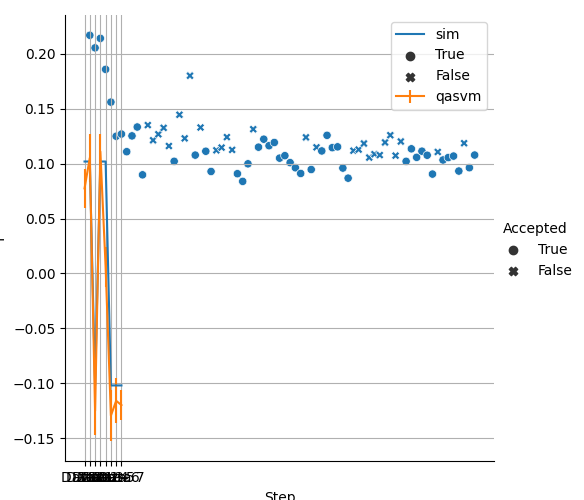 0.20
0.15
0.10
0.05
0.00
−0.05
−0.10
−0.15
sim
True
False
qasvm
Accepted
True
False
Step